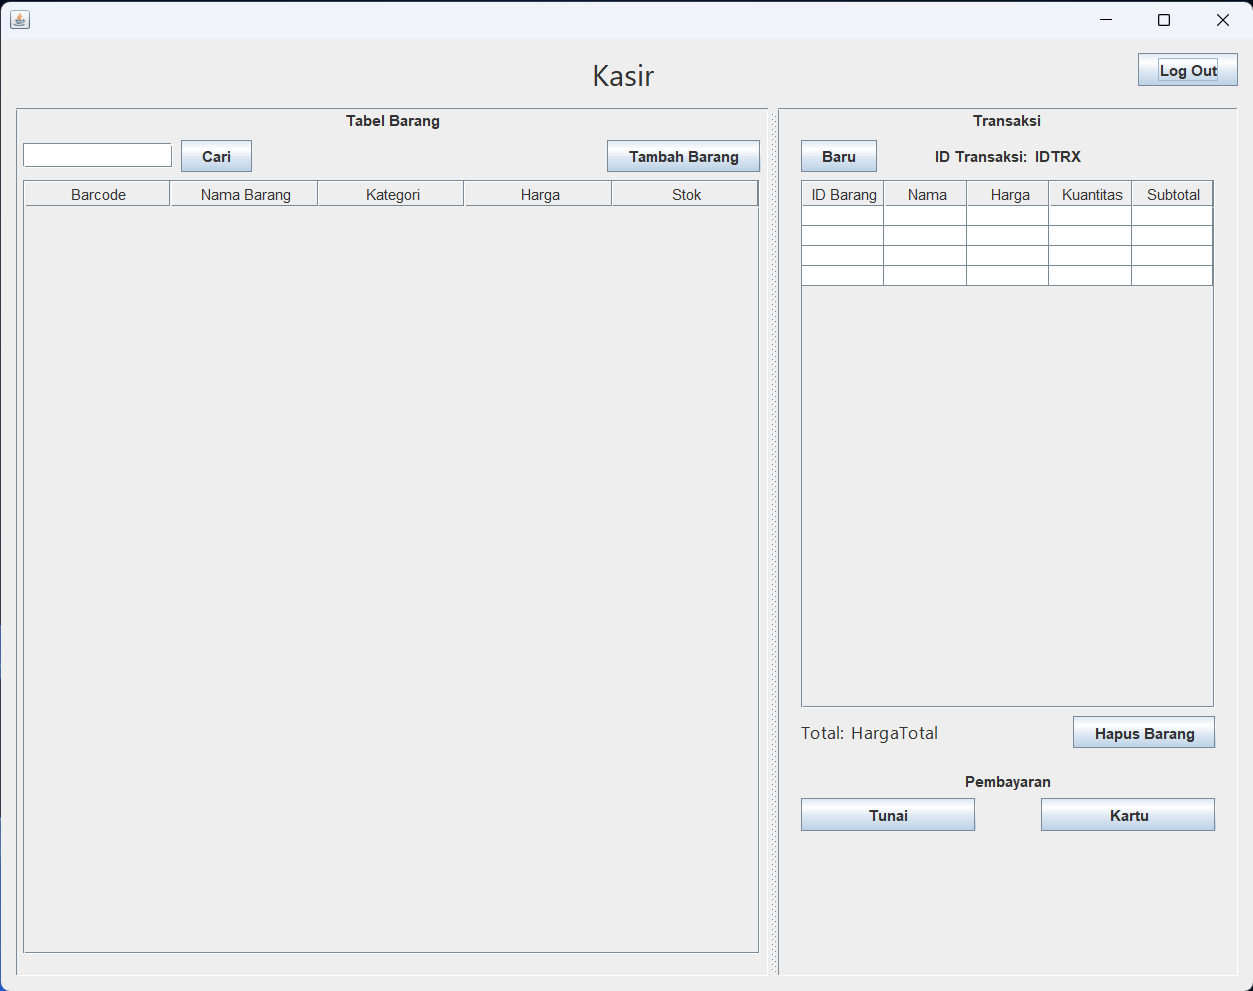 Kasir
Log Out
Tabel Barang
Cari
Tambah Barang
Barcode Nama Barang Kategori Harga Stok
Transaksi
Baru
ID Transaksi: IDTRX
ID Barang Nama Harga Kuantitas Subtotal
Total: HargaTotal
Hapus Barang
Pembayaran
Tunai
Kartu